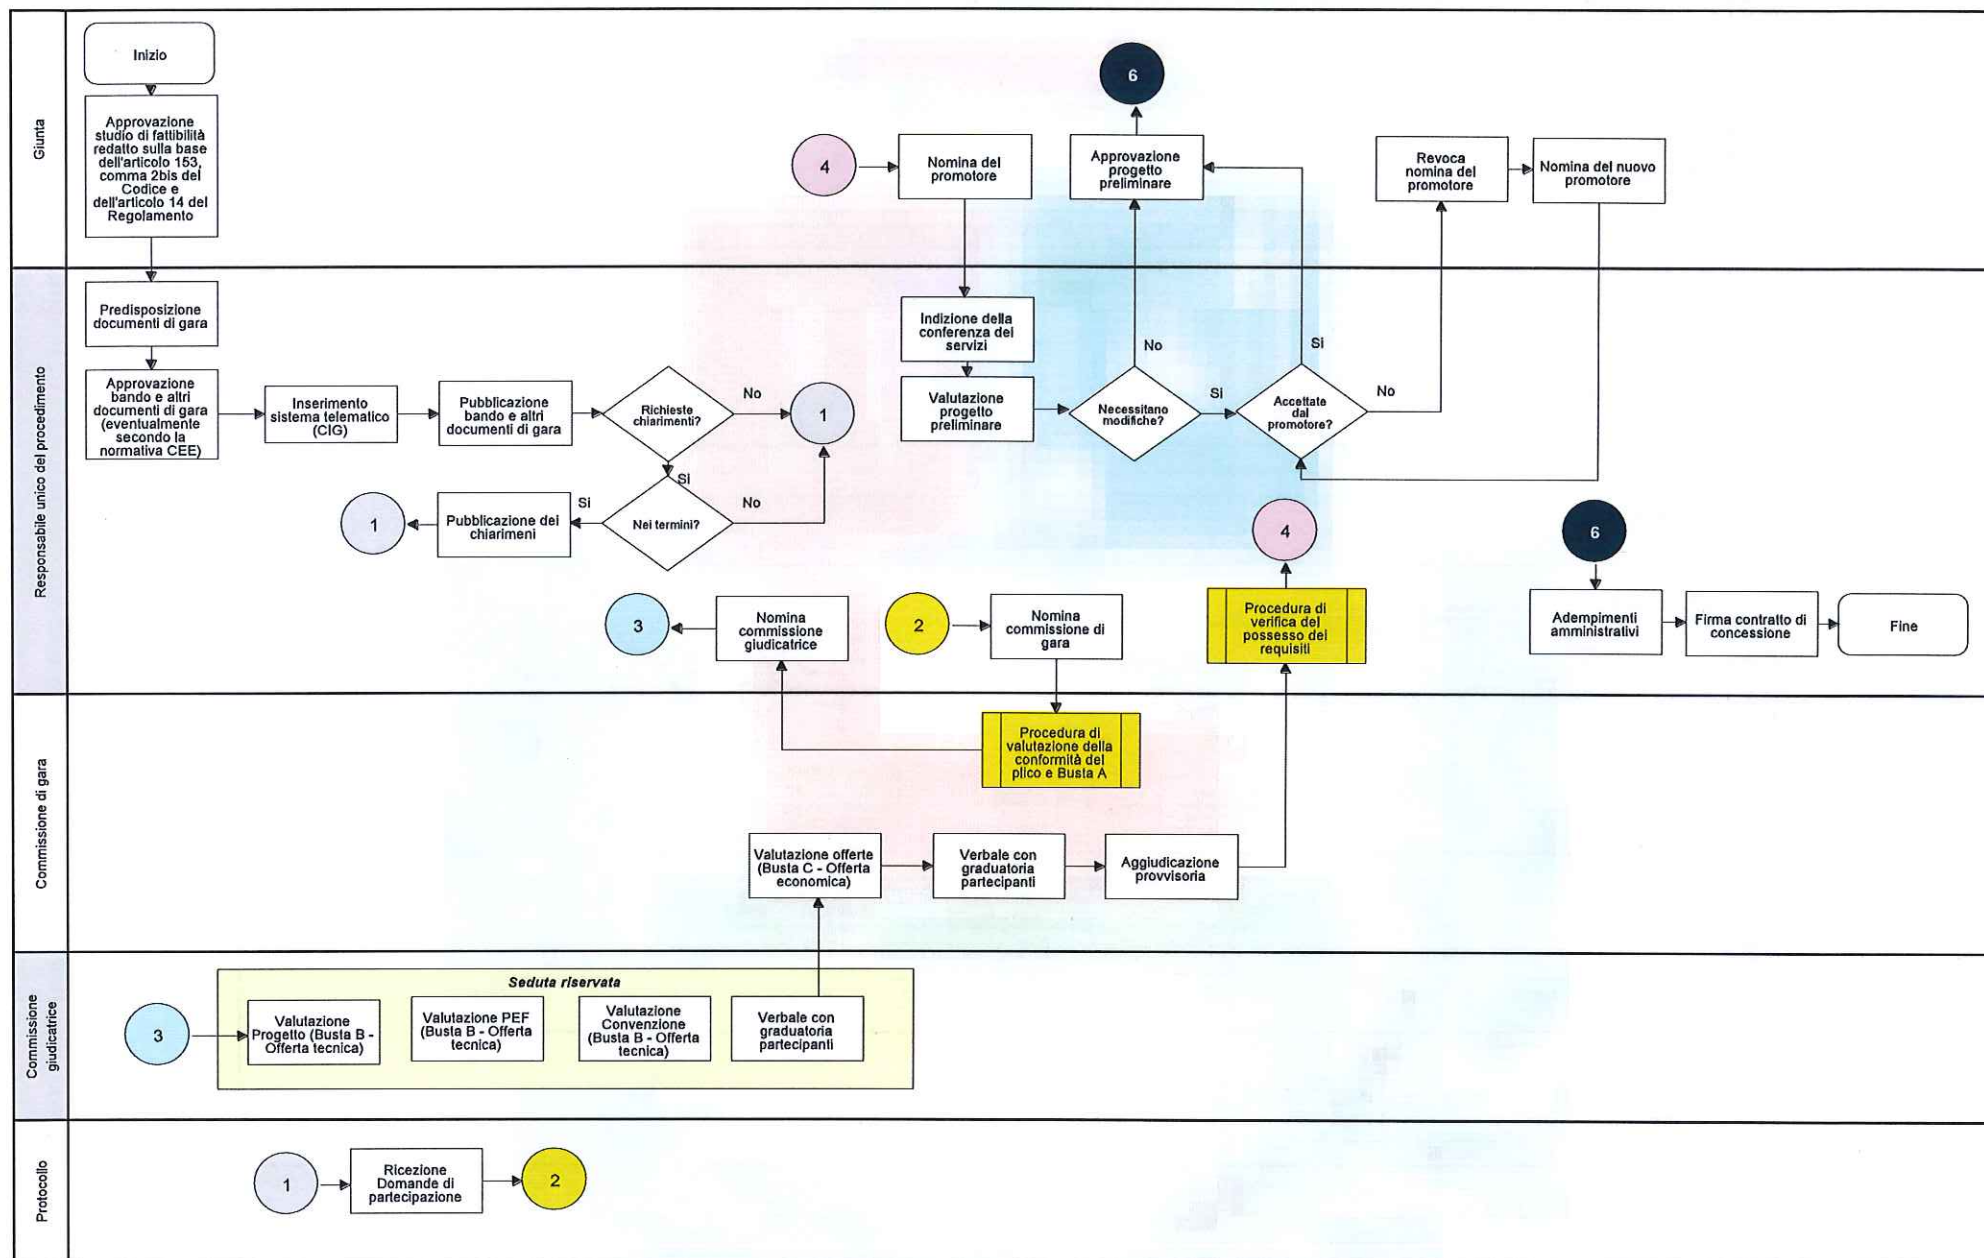 Giunta
Inizio
Approvazione
studio di fattibilità
redatto sulla base
dell'articolo 153,
comma 2bis del
Codice e
dell'articolo 14 del
Regolamento
4
Nomina del
promotore
6
Approvazione
progetto
preliminare
Revoca
nomina del
promotore
Nomina del nuovo
promotore
Responsabile unico del procedimento
Predisposizione
documenti di gara
Approvazione
bando e altri
documenti di gara
(eventualmente
secondo la
normativa CEE)
Inserimento
sistema telematico
(CIG)
Pubblicazione
bando e altri
documenti di gara
Richieste
chiarimenti?
No
1
Si
Nei termini?
Si
No
Pubblicazione dei
chiarimeni
1
Indizione della
conferenza dei
servizi
Valutazione
progetto
preliminare
Necessitano
modifiche?
No
Si
Accettate
dal
promotore?
Si
No
3
Nomina
commissione
giudicatrice
2
Nomina
commissione di
gara
4
Procedura di
verifica del
possesso dei
requisiti
6
Adempimenti
amministrativi
Firma contratto di
concessione
Fine
Commissione di gara
Procedura di
valutazione della
conformità del
plico e Busta A
Valutazione offerte
(Busta C - Offerta
economica)
Verbale con
graduatoria
partecipanti
Aggiudicazione
provvisoria
Commissione
giudicatrice
3
Seduta riservata
Valutazione
Progetto (Busta B -
Offerta tecnica)
Valutazione PEF
(Busta B - Offerta
tecnica)
Valutazione
Convenzione
(Busta B - Offerta
tecnica)
Verbale con
graduatoria
partecipanti
Protocollo
1
Ricezione
Domande di
partecipazione
2